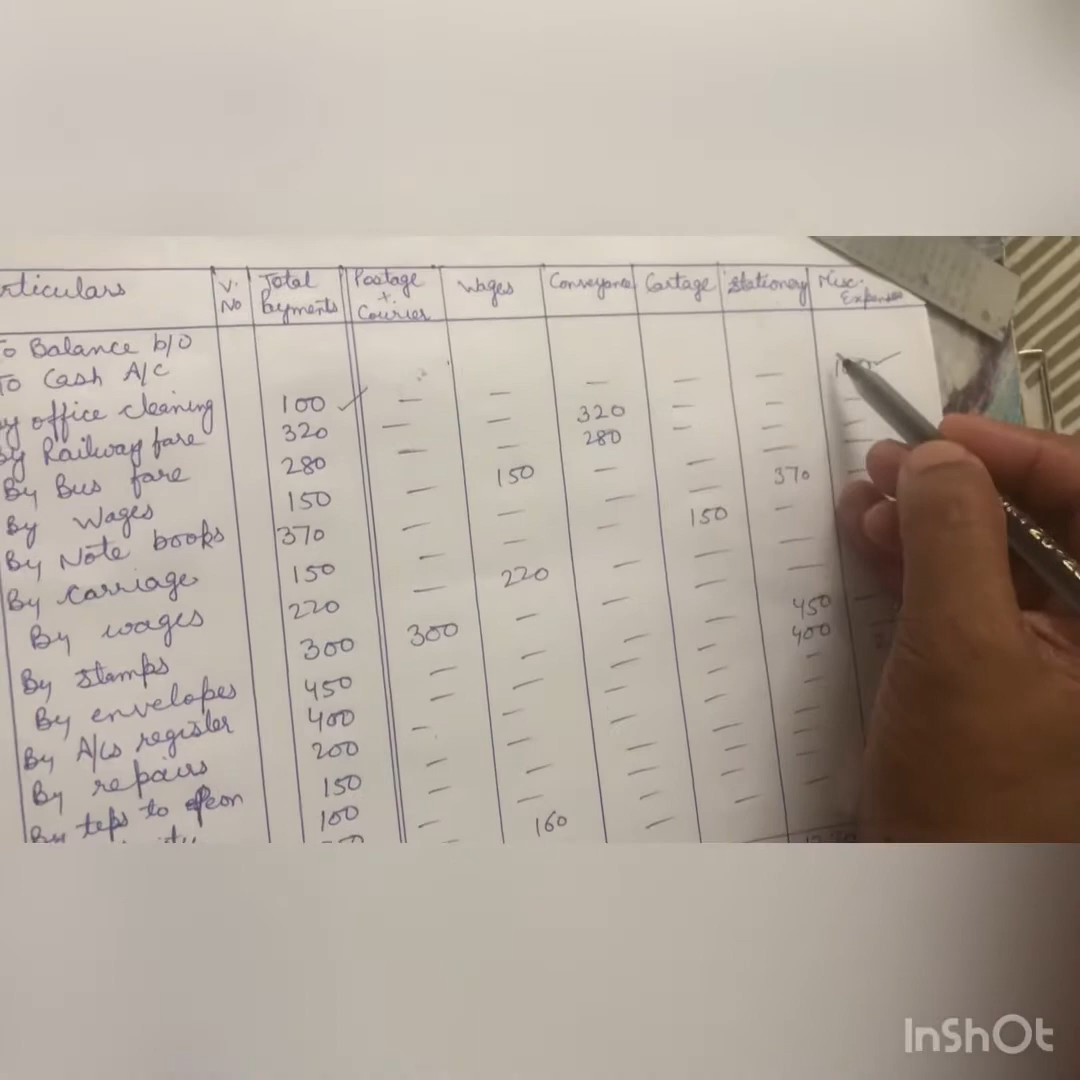 rticulars V. No Total Payments Postage + Courier Wages Conveyance Cartage Stationery Misc. Expenses
To Balance b/o
To Cash A/C
By office cleaning 100 ✓ — — — — —
By Railway fare 320 — — 320 — —
By Bus fare 280 — — 280 — —
By Wages 150 — 150 — — —
By Note books 370 — — — — 370
By Carriage 150 — — — 150 —
By wages 220 — 220 — — —
By stamps 300 300 — — — —
By envelopes 450 — — — — 450
By A/cs register 400 — — — — 400
By repairs 200 — — — — —
By teps to peon 150 — — — — —
100 — 160 — —
InShOt